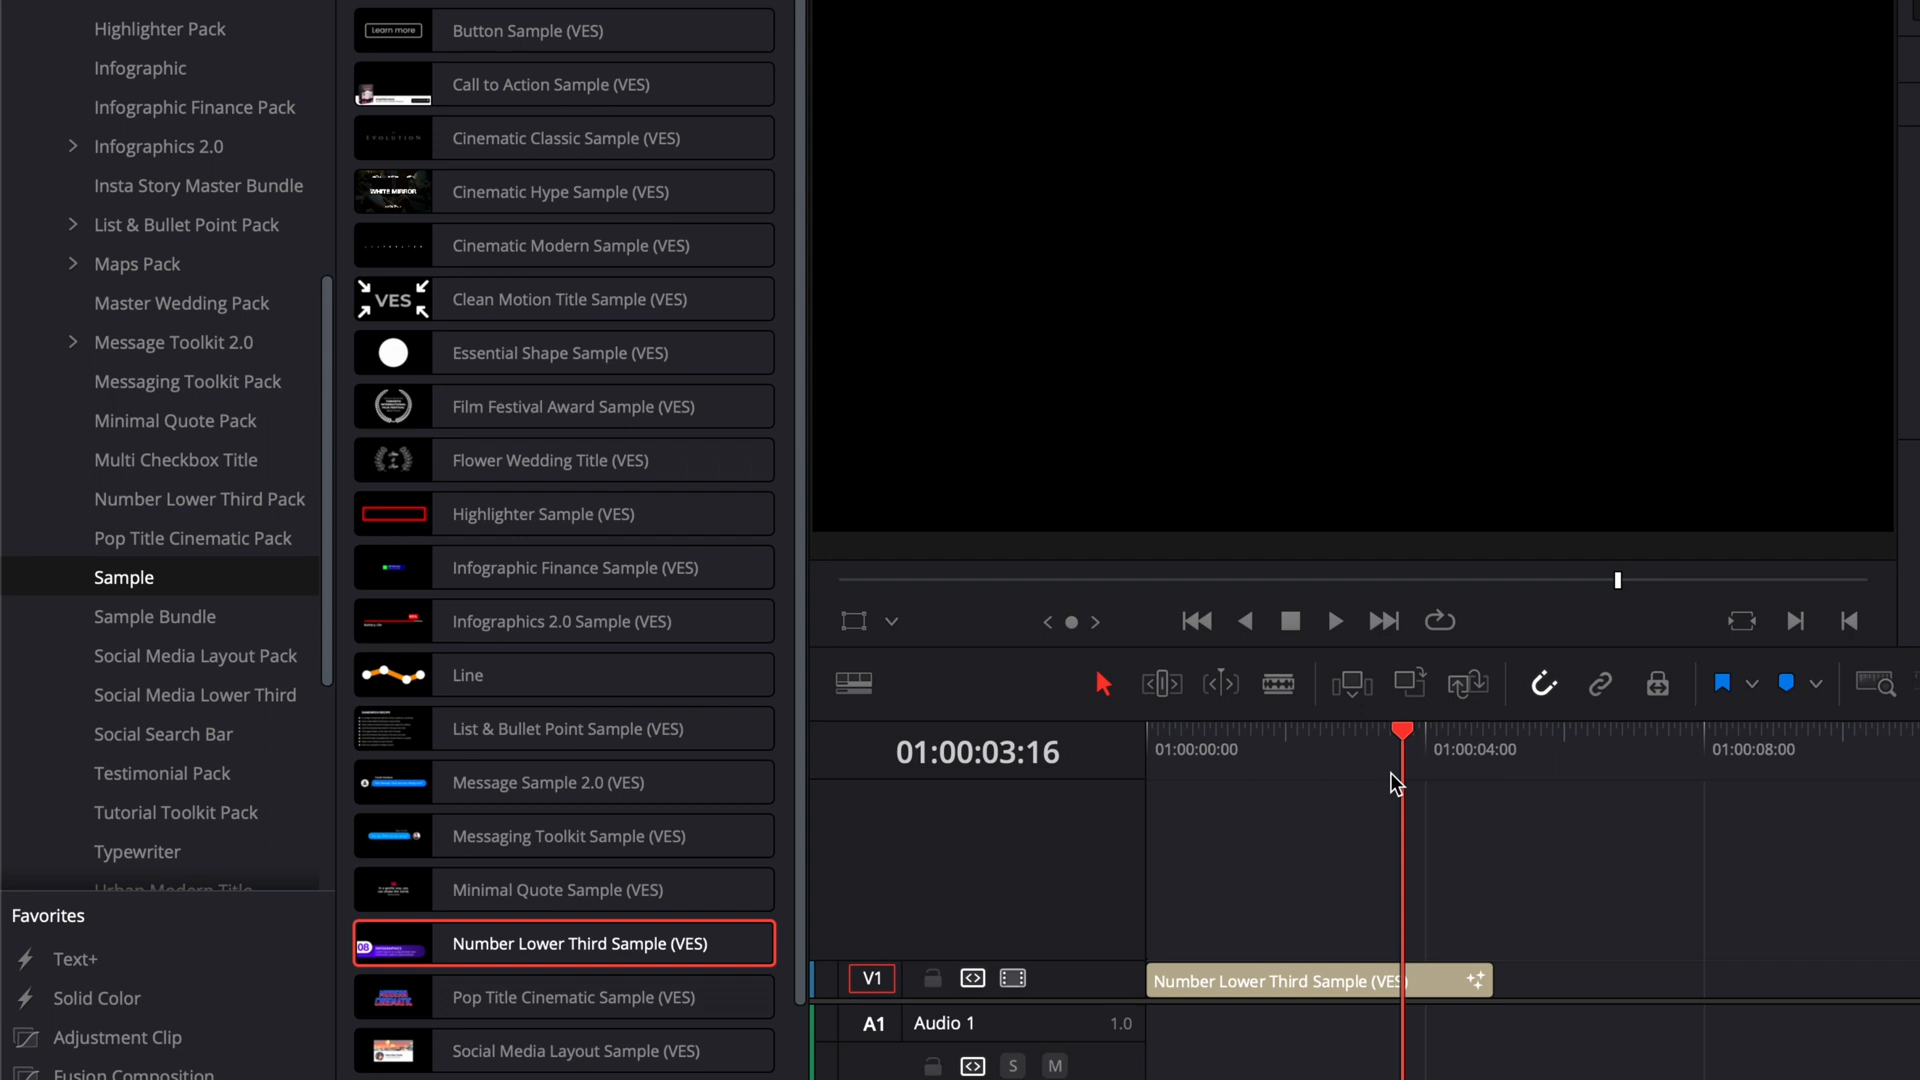 Highlighter Pack
Infographic
Infographic Finance Pack
Infographics 2.0
Insta Story Master Bundle
List & Bullet Point Pack
Maps Pack
Master Wedding Pack
Message Toolkit 2.0
Messaging Toolkit Pack
Minimal Quote Pack
Multi Checkbox Title
Number Lower Third Pack
Pop Title Cinematic Pack
Sample
Sample Bundle
Social Media Layout Pack
Social Media Lower Third
Social Search Bar
Testimonial Pack
Tutorial Toolkit Pack
Typewriter
Urban Modern Title
Favorites
Text+
Solid Color
Adjustment Clip
Fusion Composition
Learn more
Button Sample (VES)
Call to Action Sample (VES)
EVOLUTION
Cinematic Classic Sample (VES)
WHITE MIRROR
Cinematic Hype Sample (VES)
Cinematic Modern Sample (VES)
VES
Clean Motion Title Sample (VES)
Essential Shape Sample (VES)
Film Festival Award Sample (VES)
Flower Wedding Title (VES)
Highlighter Sample (VES)
Infographic Finance Sample (VES)
Infographics 2.0 Sample (VES)
Line
List & Bullet Point Sample (VES)
Message Sample 2.0 (VES)
Messaging Toolkit Sample (VES)
Minimal Quote Sample (VES)
08
Number Lower Third Sample (VES)
MODERN
CINEMATIC
Pop Title Cinematic Sample (VES)
Social Media Layout Sample (VES)
01:00:03:16
01:00:00:00
01:00:04:00
01:00:08:00
V1
Number Lower Third Sample (VES)
A1
Audio 1
1.0
S
M